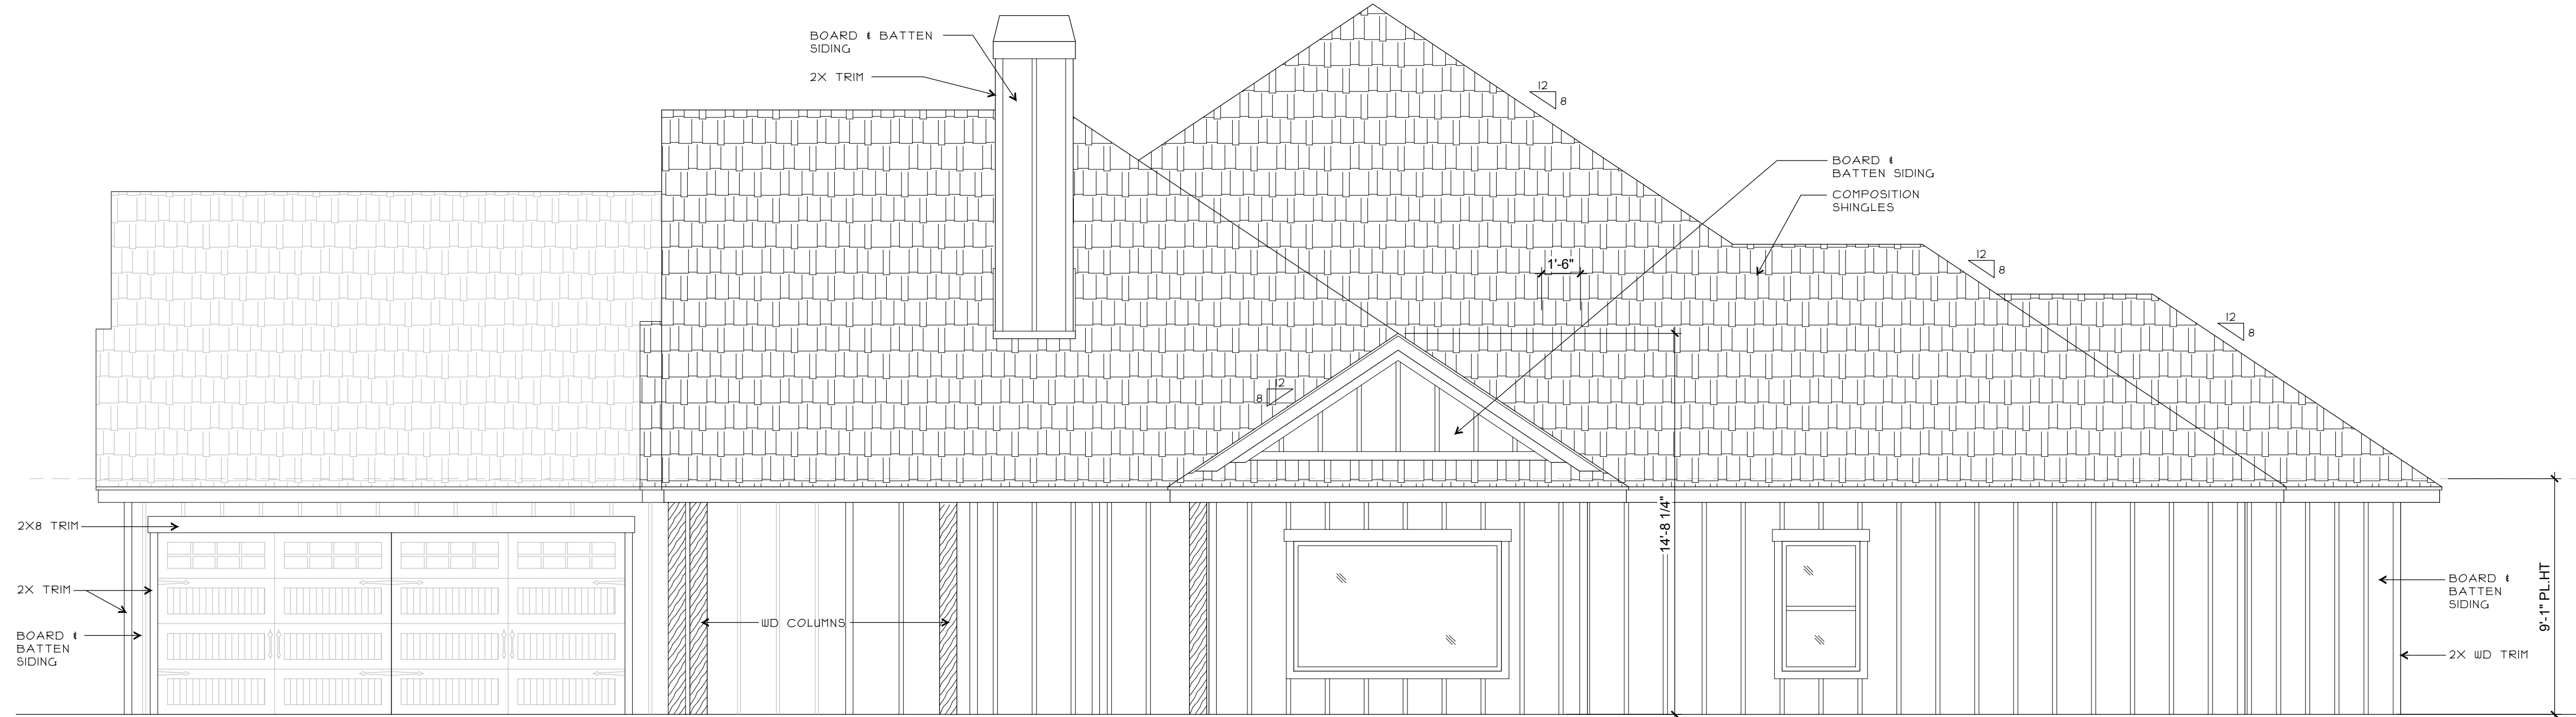 BOARD & BATTEN
SIDING
2X TRIM
12
8
BOARD &
BATTEN SIDING
COMPOSITION
SHINGLES
12
8
1'-6"
12
8
12
8
14'-8 1/4"
2X8 TRIM
2X TRIM
BOARD &
BATTEN
SIDING
WD COLUMNS
BOARD &
BATTEN
SIDING
9'-1" PL.HT
2X WD TRIM